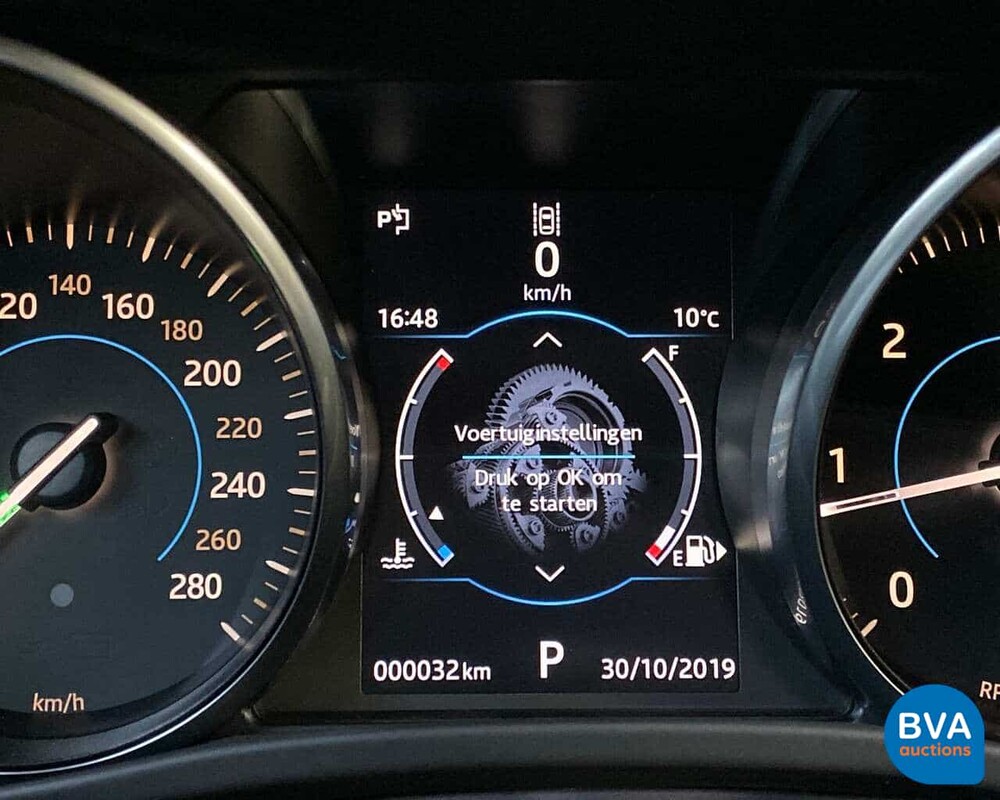 P
0
km/h
16:48
10°C
140
20
160
180
200
220
240
260
280
km/h
F
Voertuiginstellingen
Druk op OK om
te starten
E
000032km
P
30/10/2019
2
1
0
BVA
auctions